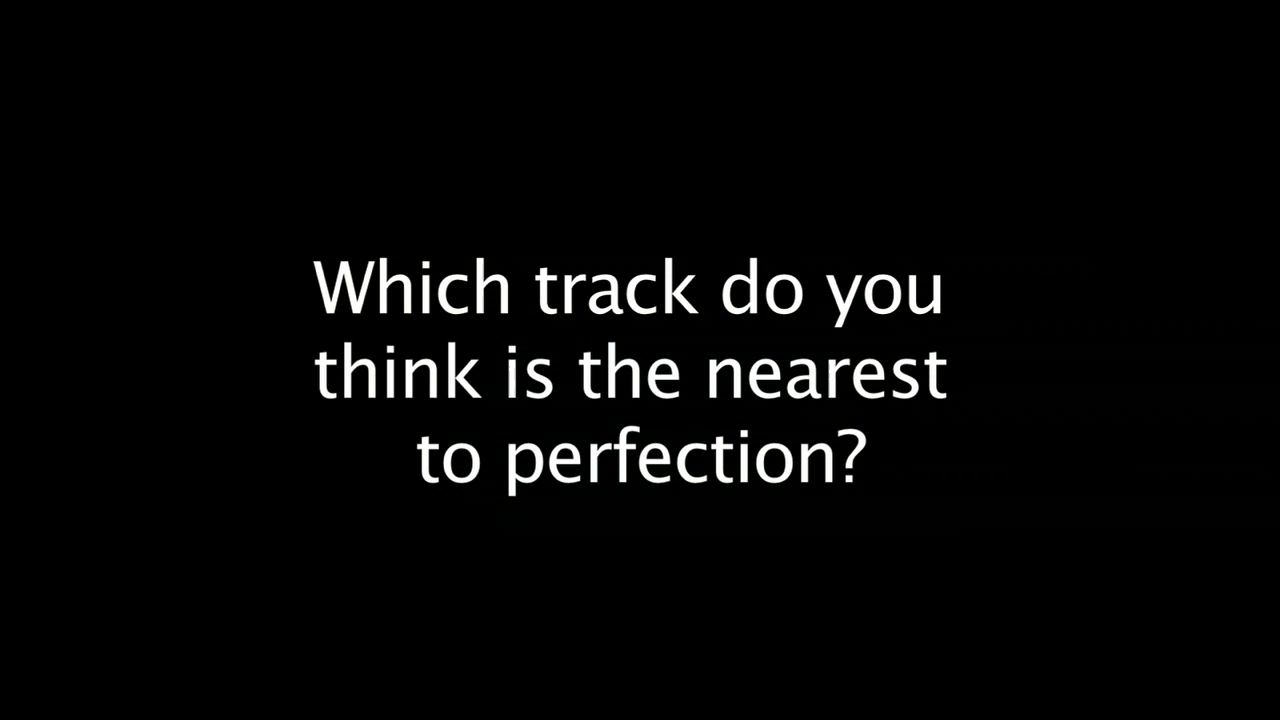 Which track do you
think is the nearest
to perfection?